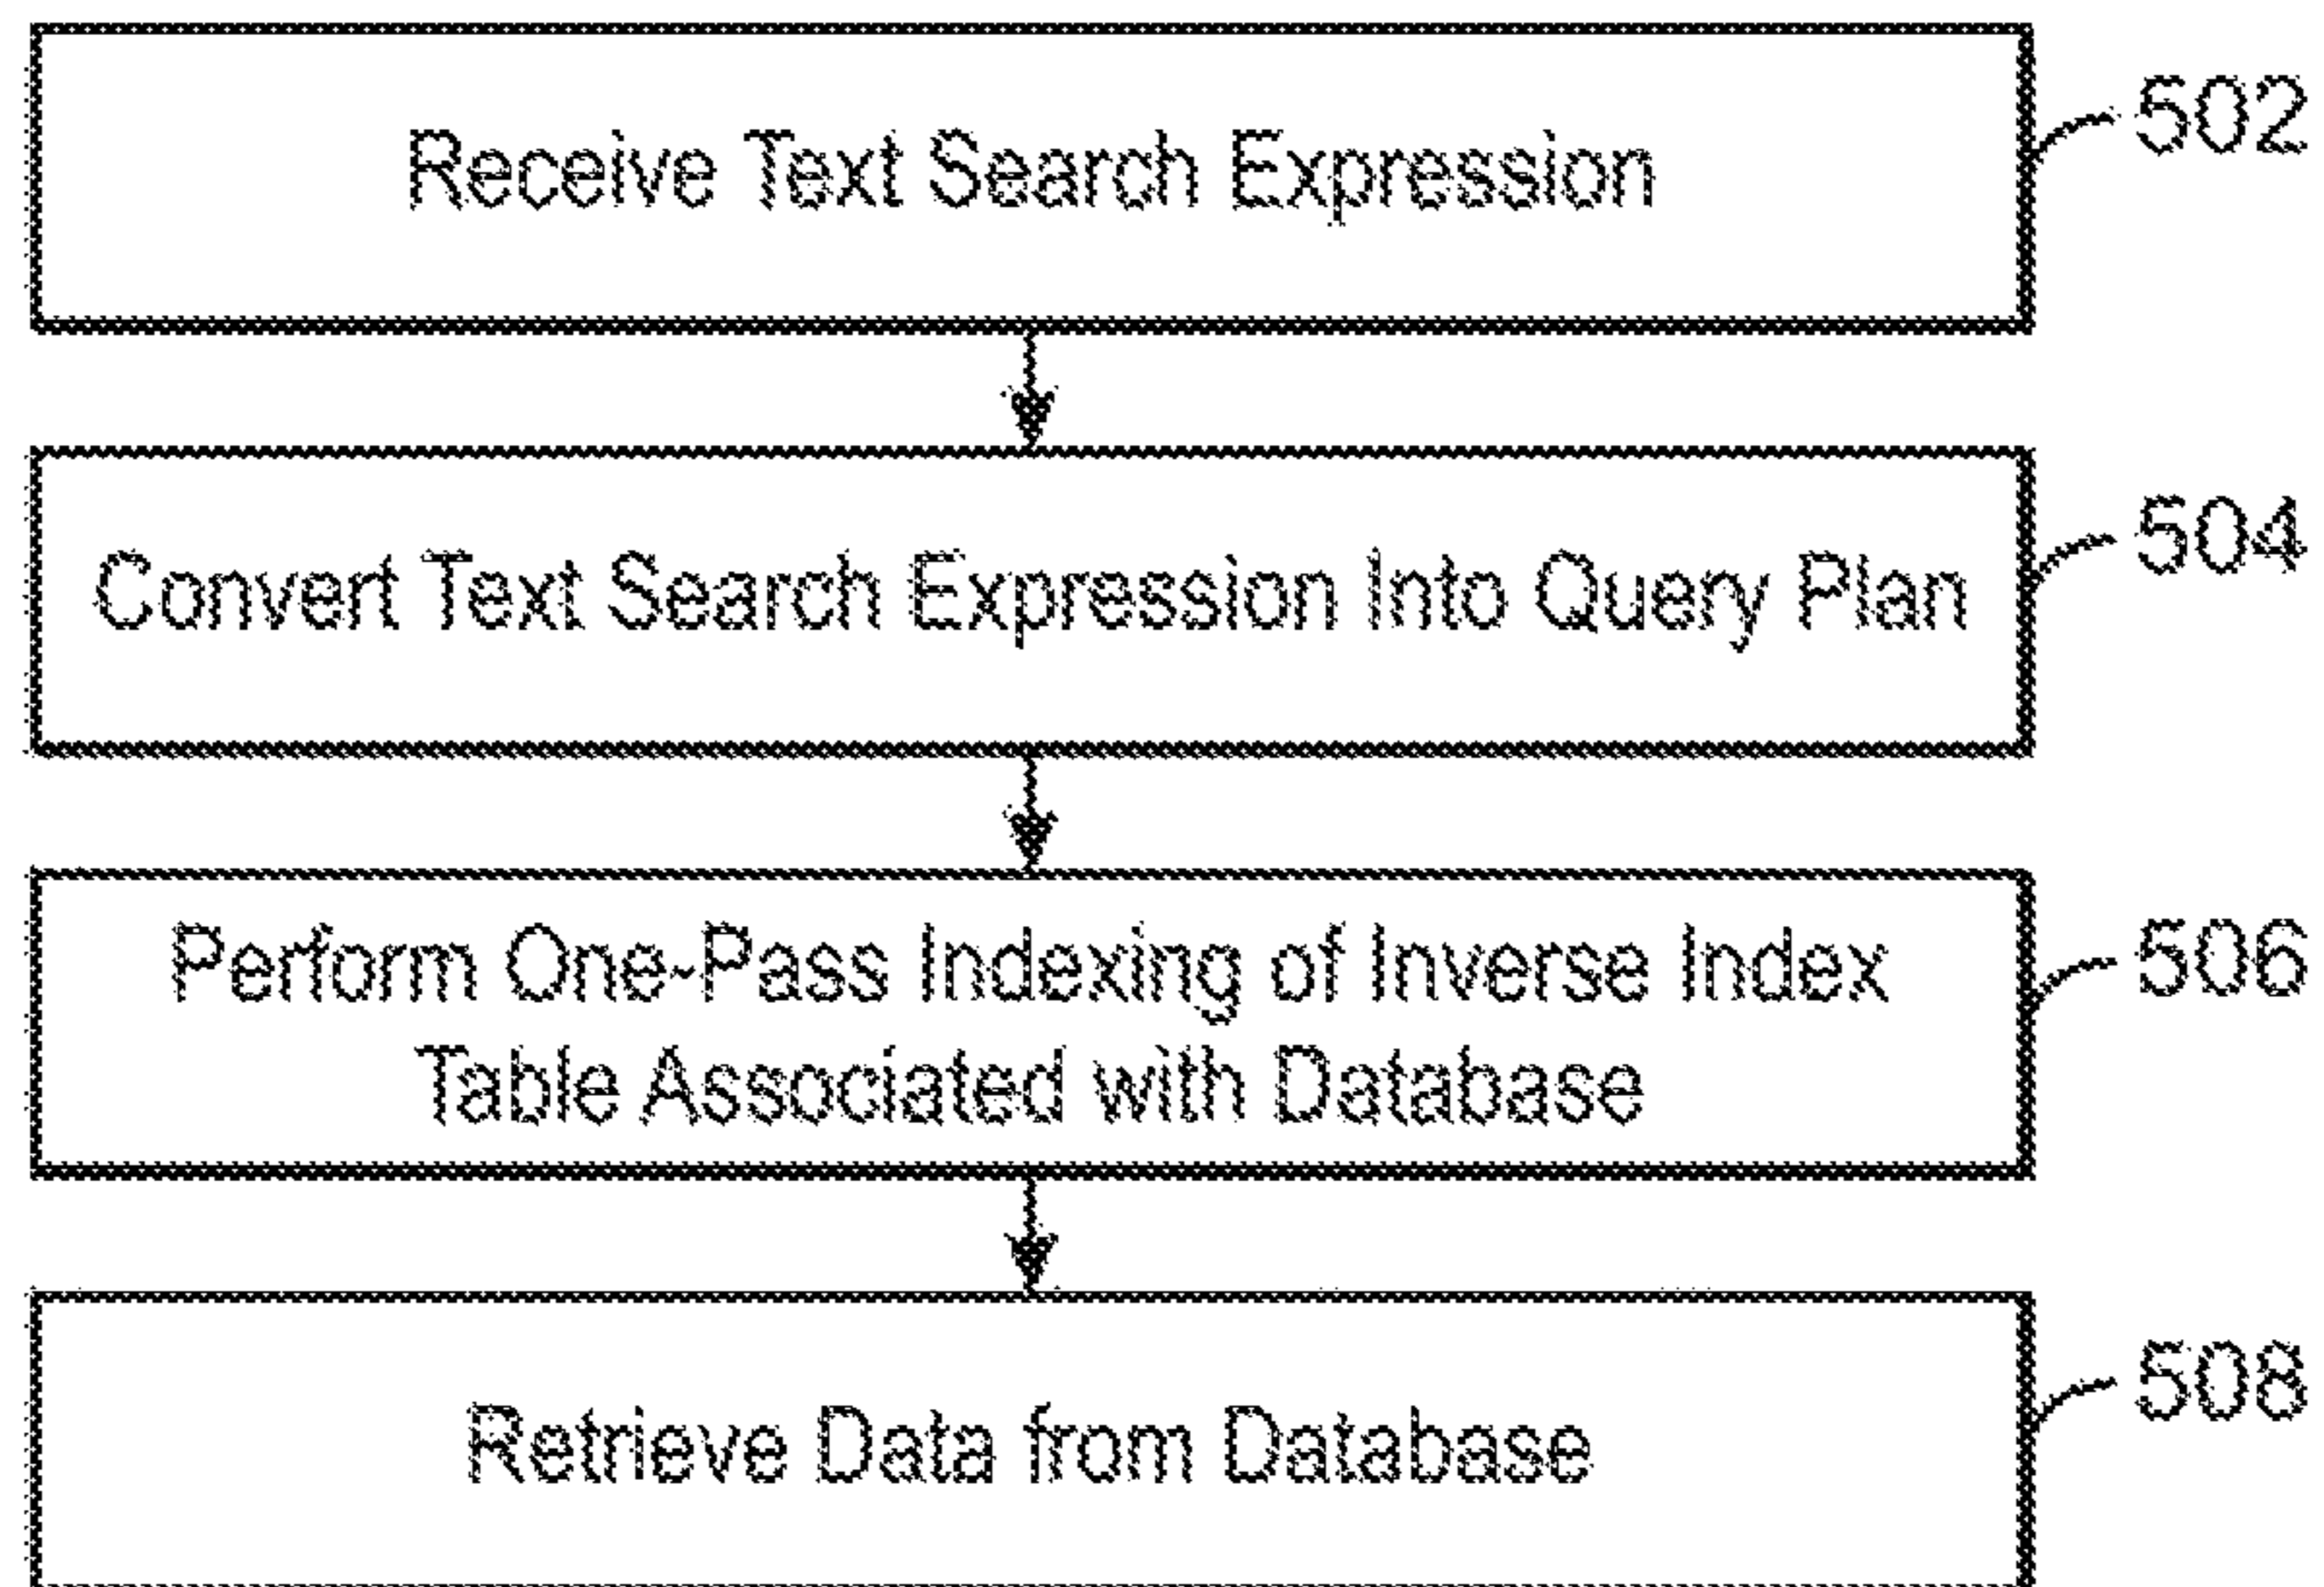 Receive Text Search Expression
502
Convert Text Search Expression Into Query Plan
504
Perform One-Pass Indexing of Inverse Index
Table Associated with Database
506
Retrieve Data from Database
508